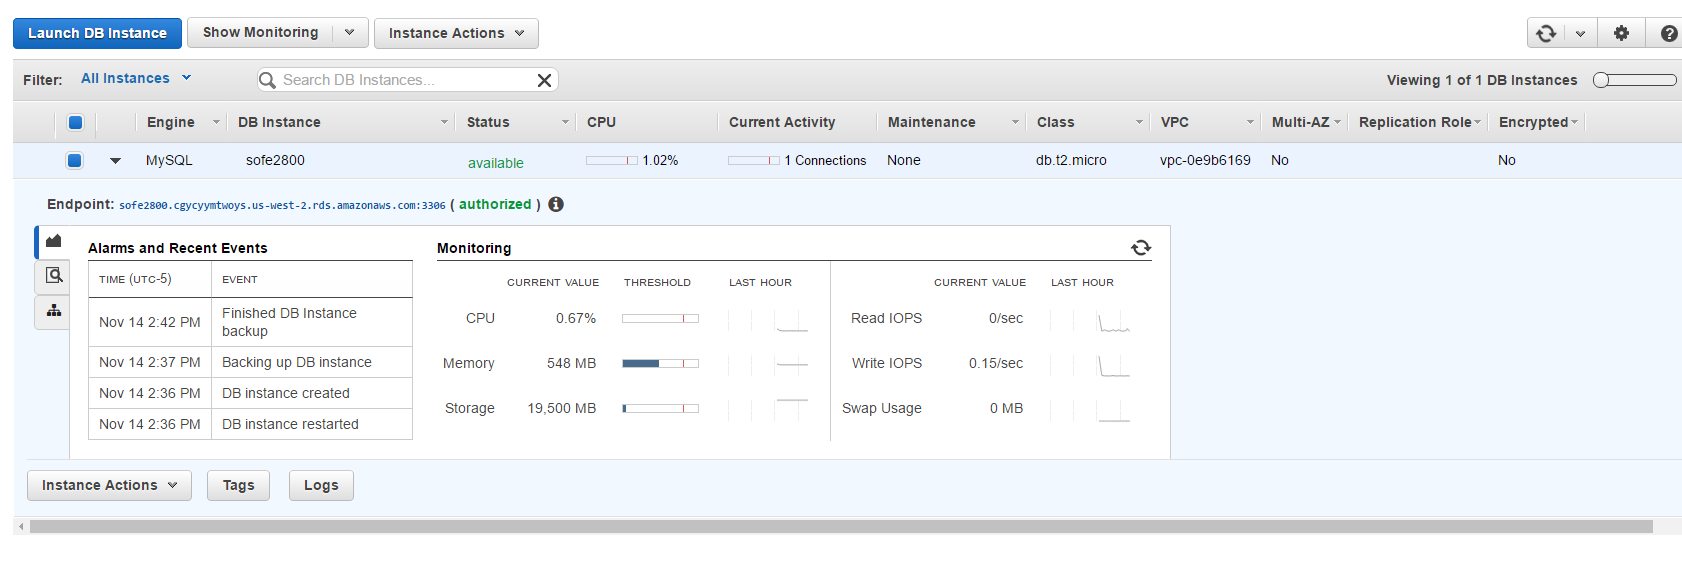 Launch DB Instance Show Monitoring Instance Actions
Filter: All Instances Search DB Instances... Viewing 1 of 1 DB Instances
Engine DB Instance Status CPU Current Activity Maintenance Class VPC Multi-AZ Replication Role Encrypted
MySQL sofe2800 available 1.02% 1 Connections None db.t2.micro vpc-0e9b6169 No No
Endpoint: sofe2800.cgycyymtwoys.us-west-2.rds.amazonaws.com:3306 ( authorized )
Alarms and Recent Events
TIME (UTC-5) EVENT
Nov 14 2:42 PM Finished DB Instance
backup
Nov 14 2:37 PM Backing up DB instance
Nov 14 2:36 PM DB instance created
Nov 14 2:36 PM DB instance restarted
Monitoring
CURRENT VALUE THRESHOLD LAST HOUR
CPU 0.67%
Memory 548 MB
Storage 19,500 MB
CURRENT VALUE LAST HOUR
Read IOPS 0/sec
Write IOPS 0.15/sec
Swap Usage 0 MB
Instance Actions Tags Logs